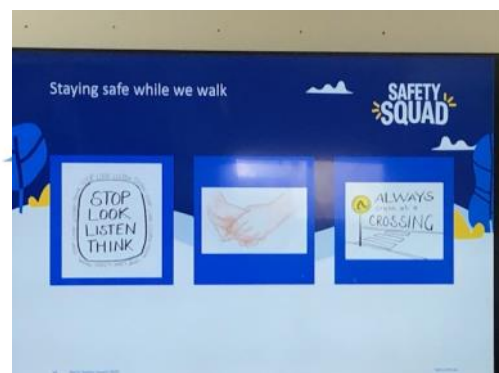 Staying safe while we walk
SAFETY
SQUAD
STOP
LOOK
LISTEN
THINK
ALWAYS
CROSSING